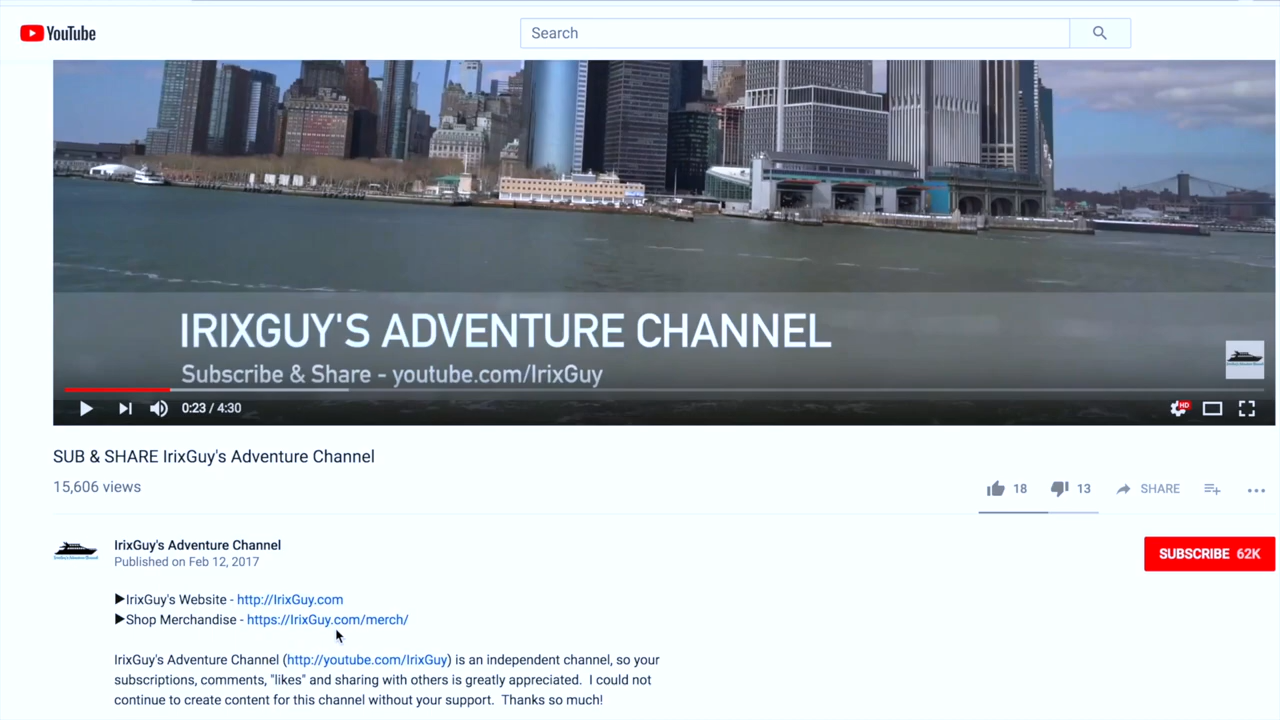 YouTube
Search
IRIXGUY'S ADVENTURE CHANNEL
Subscribe & Share - youtube.com/IrixGuy
0:23 / 4:30
HD
SUB & SHARE IrixGuy's Adventure Channel
15,606 views
18
13
SHARE
IrixGuy's Adventure Channel
Published on Feb 12, 2017
SUBSCRIBE 62K
▶IrixGuy's Website - http://IrixGuy.com
▶Shop Merchandise - https://IrixGuy.com/merch/
IrixGuy's Adventure Channel (http://youtube.com/IrixGuy) is an independent channel, so your
subscriptions, comments, "likes" and sharing with others is greatly appreciated. I could not
continue to create content for this channel without your support. Thanks so much!